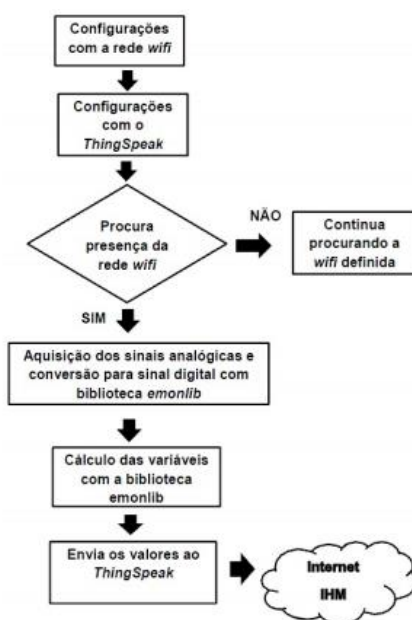 Configurações
com a rede wifi
Configurações
com o
ThingSpeak
Procura
presença da
rede wifi
NÃO
Continua
procurando a
wifi definida
SIM
Aquisição dos sinais analógicas e
conversão para sinal digital com
biblioteca emonlib
Cálculo das variáveis
com a biblioteca
emonlib
Envia os valores ao
ThingSpeak
Internet
IHM